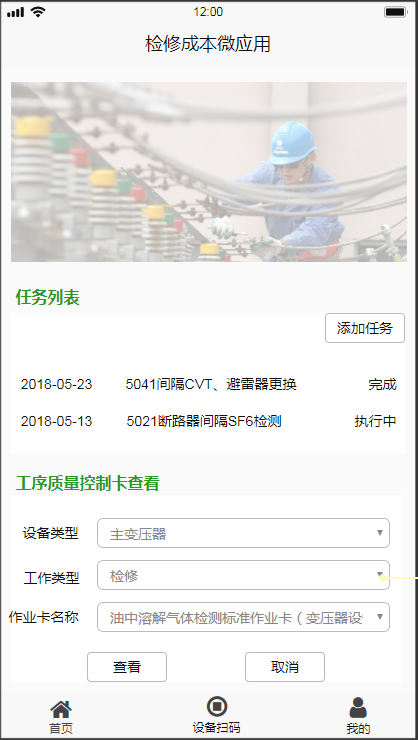 12:00
检修成本微应用
任务列表
添加任务
2018-05-23 5041间隔CVT、避雷器更换 完成
2018-05-13 5021断路器间隔SF6检测 执行中
工序质量控制卡查看
设备类型 主变压器
工作类型 检修
作业卡名称 油中溶解气体检测标准作业卡（变压器设
查看 取消
首页 设备扫码 我的